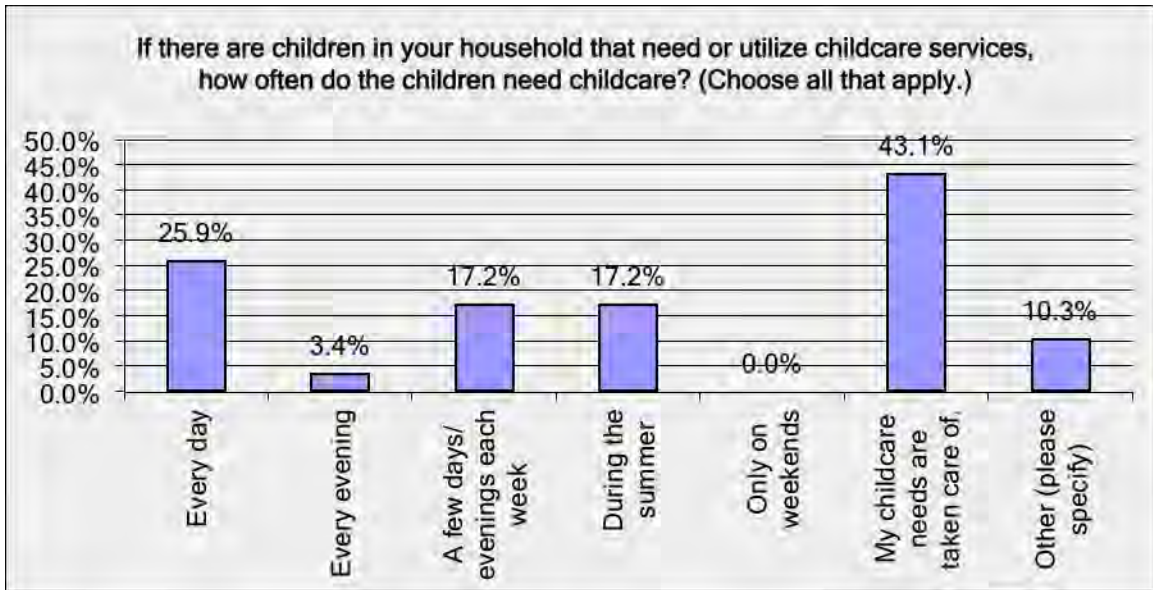 If there are children in your household that need or utilize childcare services,
how often do the children need childcare? (Choose all that apply.)
50.0%
45.0%
40.0%
35.0%
30.0%
25.0%
20.0%
15.0%
10.0%
5.0%
0.0%
25.9%
3.4%
17.2%
17.2%
0.0%
43.1%
10.3%
Every day
Every evening
A few days/
evenings each
week
During the
summer
Only on
weekends
My childcare
needs are
taken care of.
Other (please
specify)